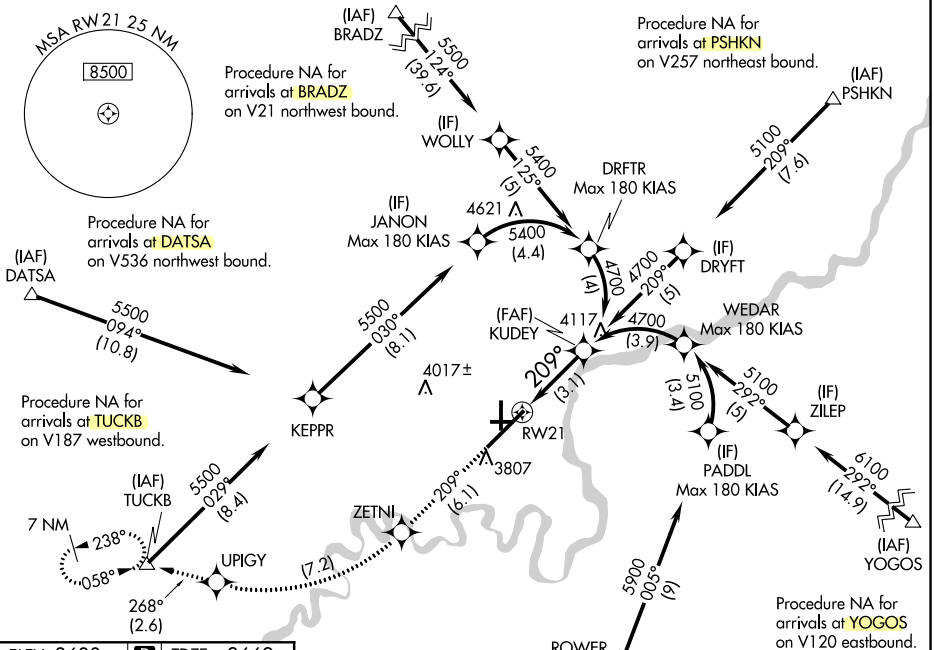 MSA RW 21 25 NM
8500
(IAF)
BRADZ
5500
124°
(39.6)
Procedure NA for
arrivals at BRADZ
on V21 northwest bound.
Procedure NA for
arrivals at PSHKN
on V257 northeast bound.
(IAF)
PSHKN
5100
209°
(7.6)
(IF)
WOLLY
5400
125°
(5)
DRFTR
Max 180 KIAS
(IF)
JANON
Max 180 KIAS
4621
5400
(4.4)
Procedure NA for
arrivals at DATSA
on V536 northwest bound.
(IAF)
DATSA
5500
094°
(10.8)
5500
030°
(8.1)
4700
(4)
4700
209°
(5)
(IF)
DRYFT
(FAF)
KUDEY
4117
4700
(3.9)
WEDAR
Max 180 KIAS
209°
(3.1)
4017±
5100
(3.4)
5100
292°
(5)
(IF)
ZILEP
Procedure NA for
arrivals at TUCKB
on V187 westbound.
KEPPR
RW21
3807
(IF)
PADDL
Max 180 KIAS
6100
292°
(14.9)
(IAF)
YOGOS
(IAF)
TUCKB
5500
029°
(8.4)
209°
(6.1)
ZETNI
7 NM
238°
058°
UPIGY
(7.2)
268°
(2.6)
5900
005°
(9)
Procedure NA for
arrivals at YOGOS
on V120 eastbound.
ROWER